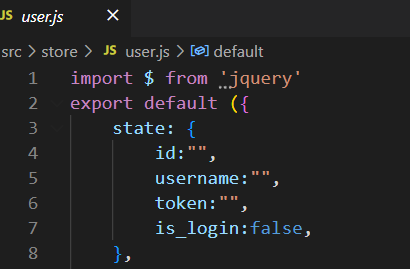 JS user.js ×
src > store > JS user.js > default
1 import $ from 'jquery'
2 export default ({
3 state: {
4 id:"",
5 username:"",
6 token:"",
7 is_login:false,
8 },